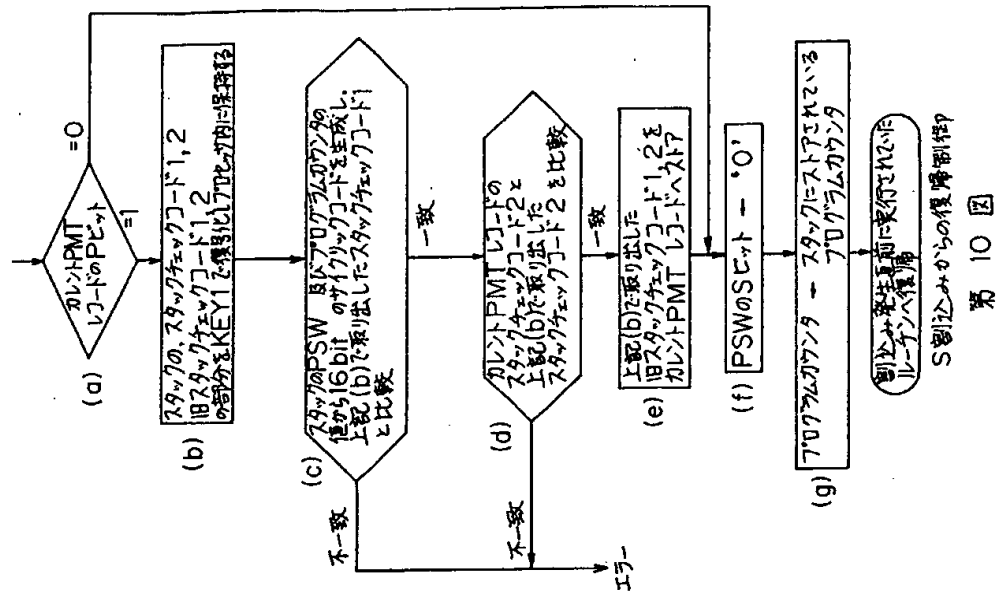 カレントPMT
レコードのPビット
=0
=1
(a)
スタックの、スタックチェックコード1,2
旧スタックチェックコード1,2
の部分をKEY1で復号化しプロセッサ内に保持する
(b)
スタックのPSW 及びプログラムカウンタの
値から16bit のサイクリックコードを生成し、
上記(b)で取り出したスタックチェックコード1
と比較
(c)
不一致
一致
カレントPMTレコードの
スタックチェックコード2と
上記(b)で取り出した
スタックチェックコード2を比較
(d)
不一致
一致
エラー
上記(b)で取り出した
旧スタックチェックコード1,2を
カレントPMTレコードへストア
(e)
PSWのSビット ← '0'
(f)
プログラムカウンタ ← スタックにストアされている
プログラムカウンタ
(g)
割込み発生直前に実行されていた
ルーチンへ復帰
S割込みからの復帰制御
第 10 図